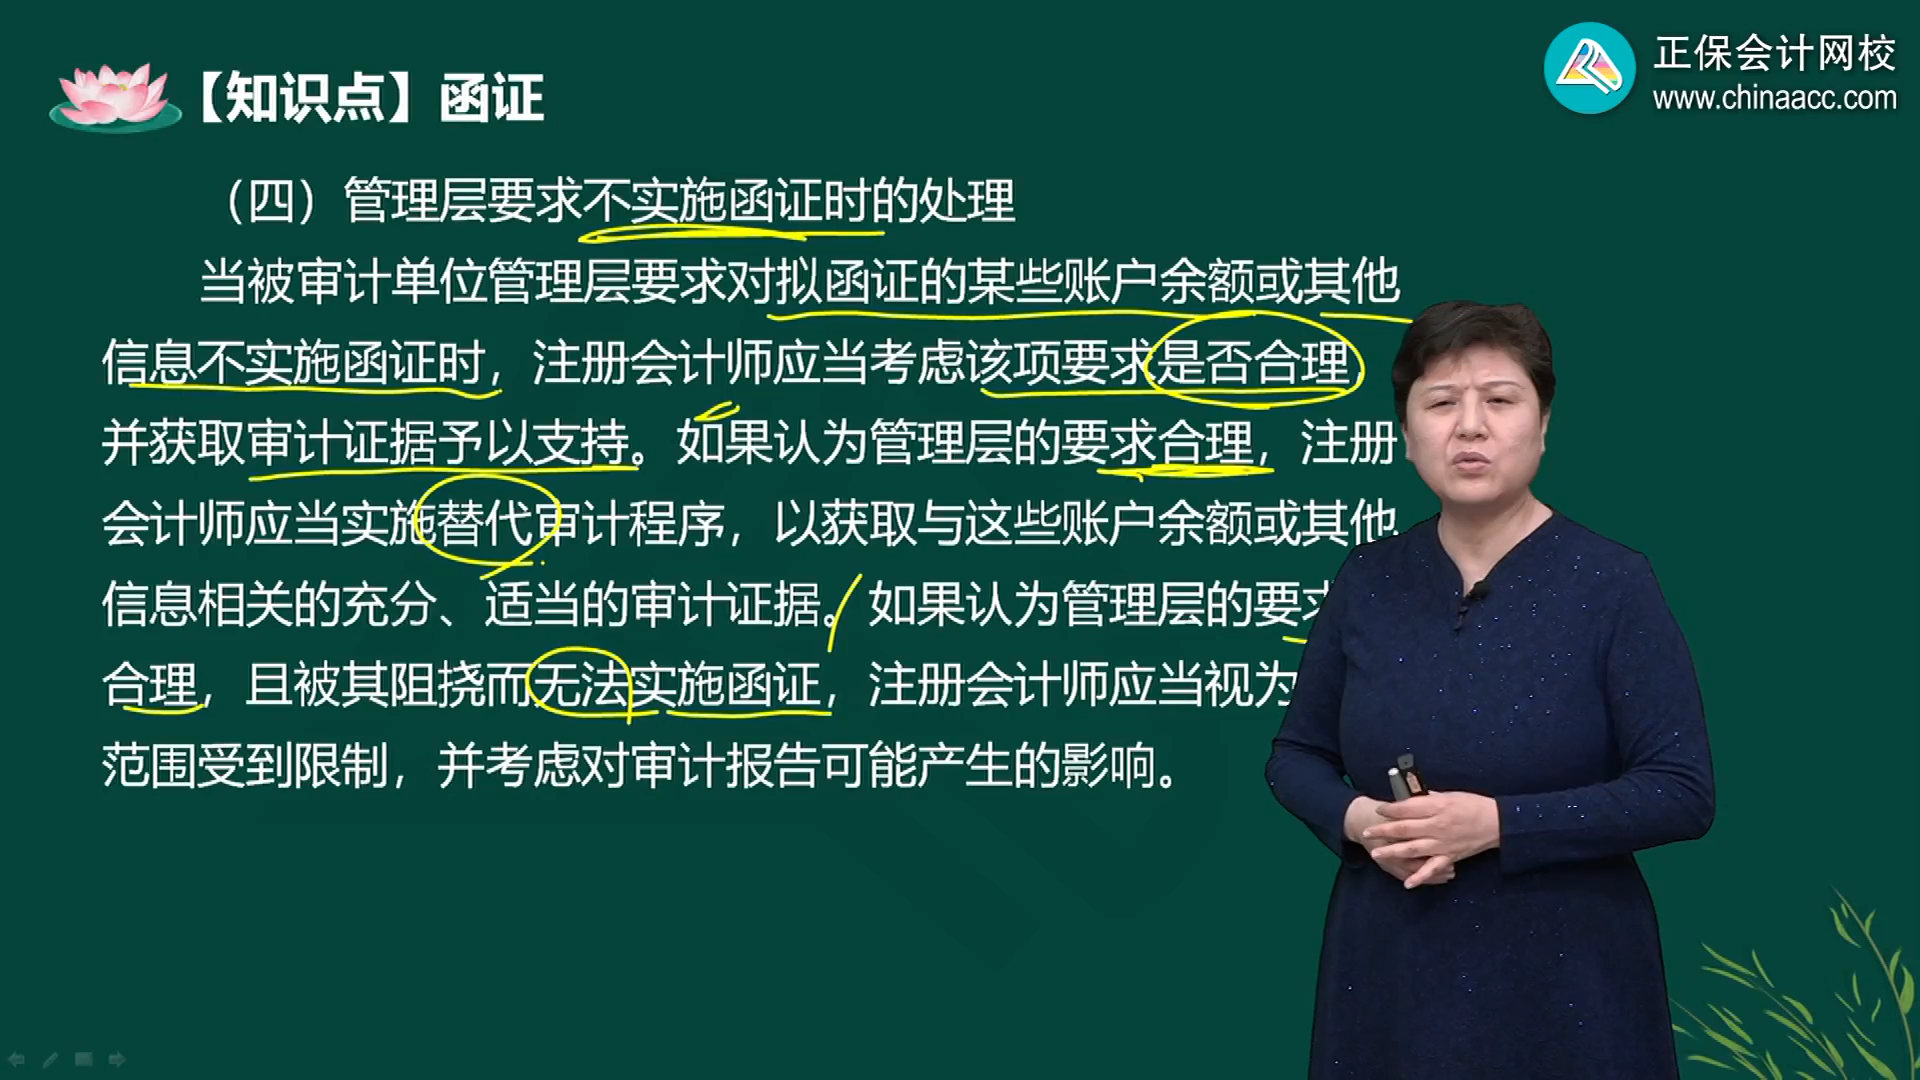 正保会计网校
www.chinaacc.com
【知识点】函证
（四）管理层要求不实施函证时的处理
当被审计单位管理层要求对拟函证的某些账户余额或其他
信息不实施函证时，注册会计师应当考虑该项要求是否合理，
并获取审计证据予以支持。如果认为管理层的要求合理，注册
会计师应当实施替代审计程序，以获取与这些账户余额或其他
信息相关的充分、适当的审计证据。如果认为管理层的要求
合理，且被其阻挠而无法实施函证，注册会计师应当视为
范围受到限制，并考虑对审计报告可能产生的影响。